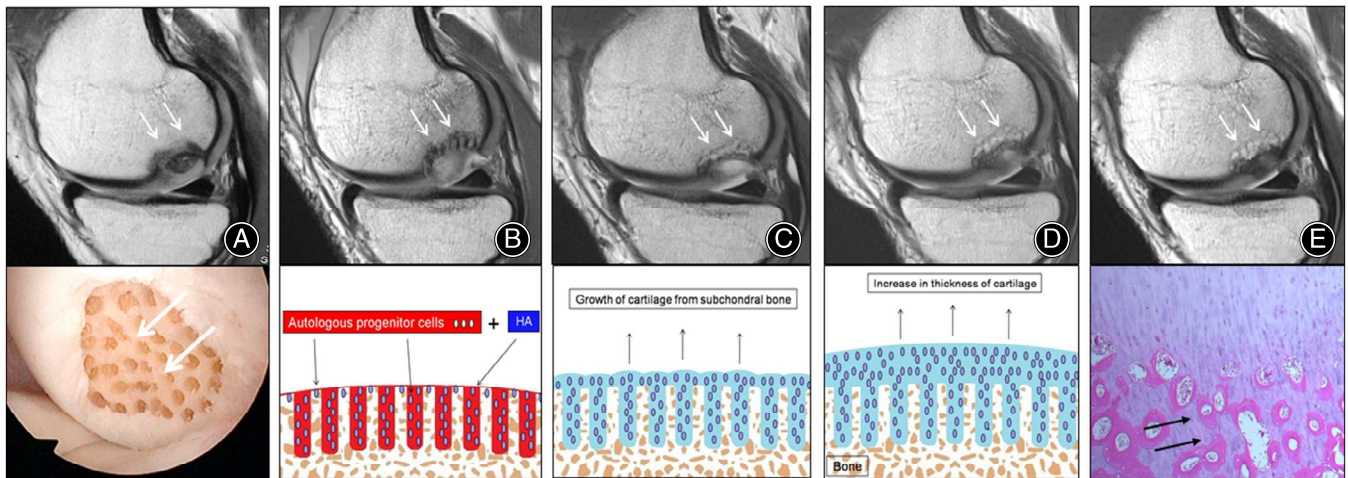 A
B
C
D
E
Autologous progenitor cells + HA
Growth of cartilage from subchondral bone
Increase in thickness of cartilage
Bone